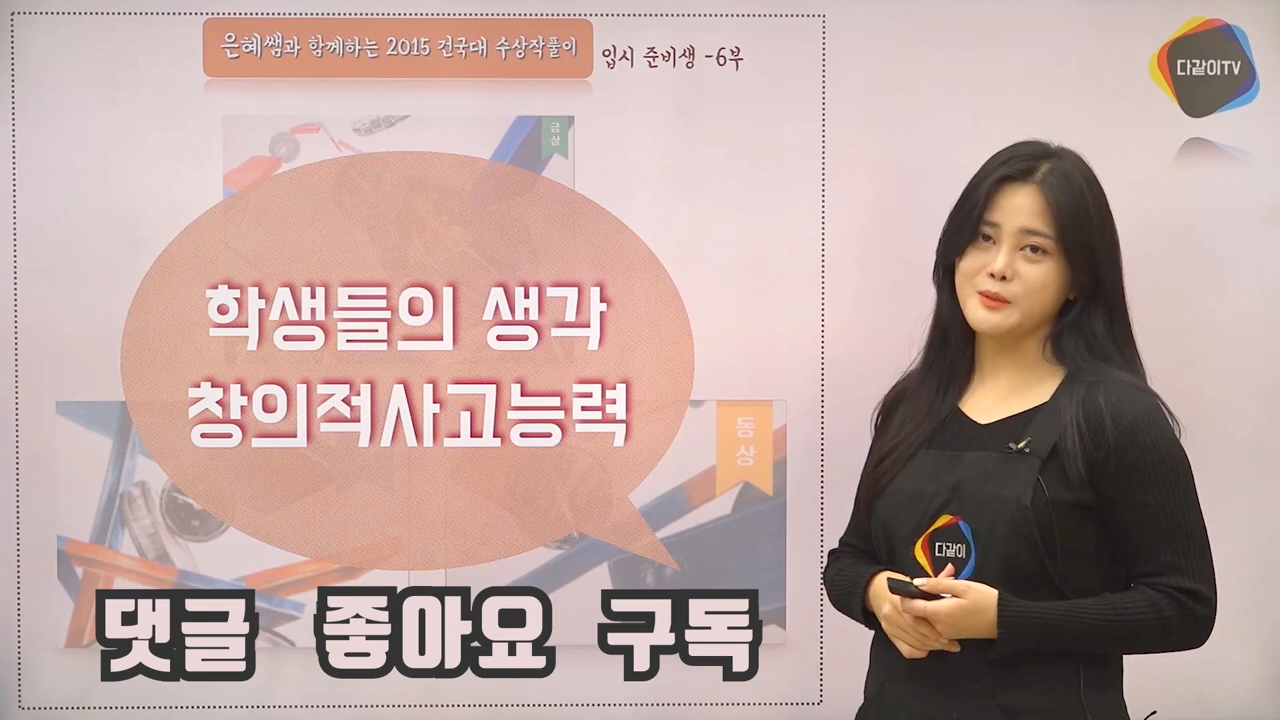 은혜쌤과 함께하는 2015 건국대 수상작풀이
입시 준비생 -6부
다같이TV
금상
학생들의 생각
창의적사고능력
동상
다같이
댓글 좋아요 구독